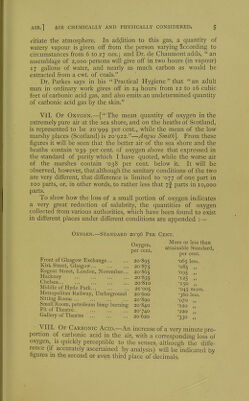 AIR.] AIR CHEMICALLY AND PHYSICALLY CONSIDERED. 5
vitiate the atmosphere. In addition to this gas, a quantity of
watery vapour is given off from the person varying according to
circumstances from 6 to 27 ozs.; and Dr. de Chaumont adds, " an
assemblage of 2,000 persons will give off in two hours (in vapour)
17 gallons of water, and nearly as much carbon as would be
extracted from a cwt. of coals."
Dr. Parkes says in his " Practical Hygiene " that " an adult
man in ordinary work gives off in 24 hours from 12 to 16 cubic
feet of carbonic acid gas, and also emits an undetermined quantity
of carbonic acid gas by the skin."
VII. OF OXYGEN.—["The mean quantity of oxygen in the
extremely pure air at the sea shore, and on the heaths of Scotland,
is represented to be 20·999 per cent., while the mean of the low
marshy places (Scotland) is 20·922."—Angus Smith]. From these
figures it will be seen that the better air of the sea shore and the
heaths contain ·039 per cent. of oxygen above that expressed in
the standard of purity which I have quoted, while the worse air
of the marshes contain ·038 per cent. below it. It will be
observed, however, that although the sanitary conditions of the two
are very different, that difference is limited to ·077 of one part in
100 parts, or, in other words, to rather less that 7¾ parts in 10,000
parts.
To show how the loss of a small portion of oxygen indicates
a very great reduction of salubrity, the quantities of oxygen
collected from various authorities, which have been found to exist
in different places under different conditions are appended :—
OXYGEN.—STANDARD 20·96 PER CENT.
Oxygen, per cent. More or less than standard, per cent.
Front of Glasgow Exchange... 20·895 ·065 less.
Kirk Street, Glasgow... 20·875 ·085 ,,
Regent Street, London, November... 20·865 ·095 ,,
Hackney 20·835 ·125 ,,
Chelsea... 20·810 ·150 ,,
Middle of Hyde Park... 21·005 ·045 more.
Metropolitan Railway, Underground 20·600 ·360 less.
Sitting Room... 20·890 ·070 ,,
Small Room, petroleum lamp burning 20·840 ·120 ,,
Pit of Theatre 20·740 ·220 ,,
Gallery of Theatre 20·630 ·330 ,,
VIII. OF CARBONIC ACID.—An increase of a very minute pro-
portion of carbonic acid in the air, with a corresponding loss of
oxygen, is quickly perceptible to the senses, although the diffe-
rence (if accurately ascertained by analysis) will be indicated by
figures in the second or even third place of decimals.